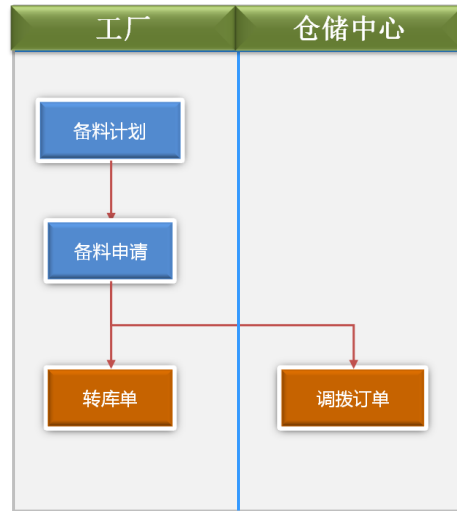 工厂
仓储中心
备料计划
备料申请
转库单
调拨订单